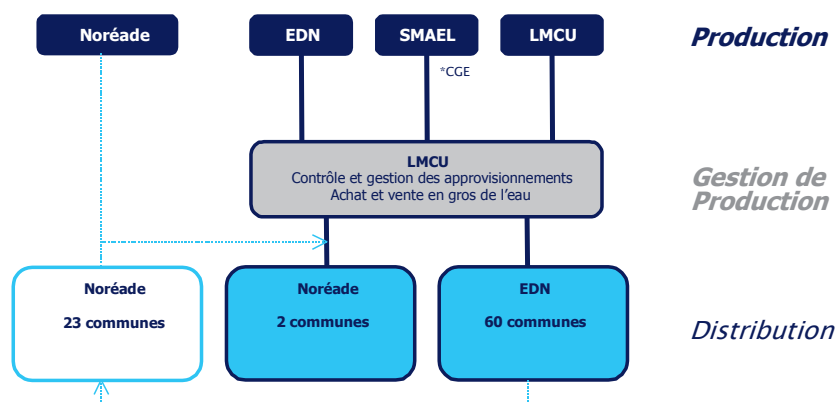 Noréade
EDN
SMAEL
LMCU
Production
*CGE
LMCU
Contrôle et gestion des approvisionnements
Achat et vente en gros de l’eau
Gestion de
Production
Noréade
23 communes
Noréade
2 communes
EDN
60 communes
Distribution